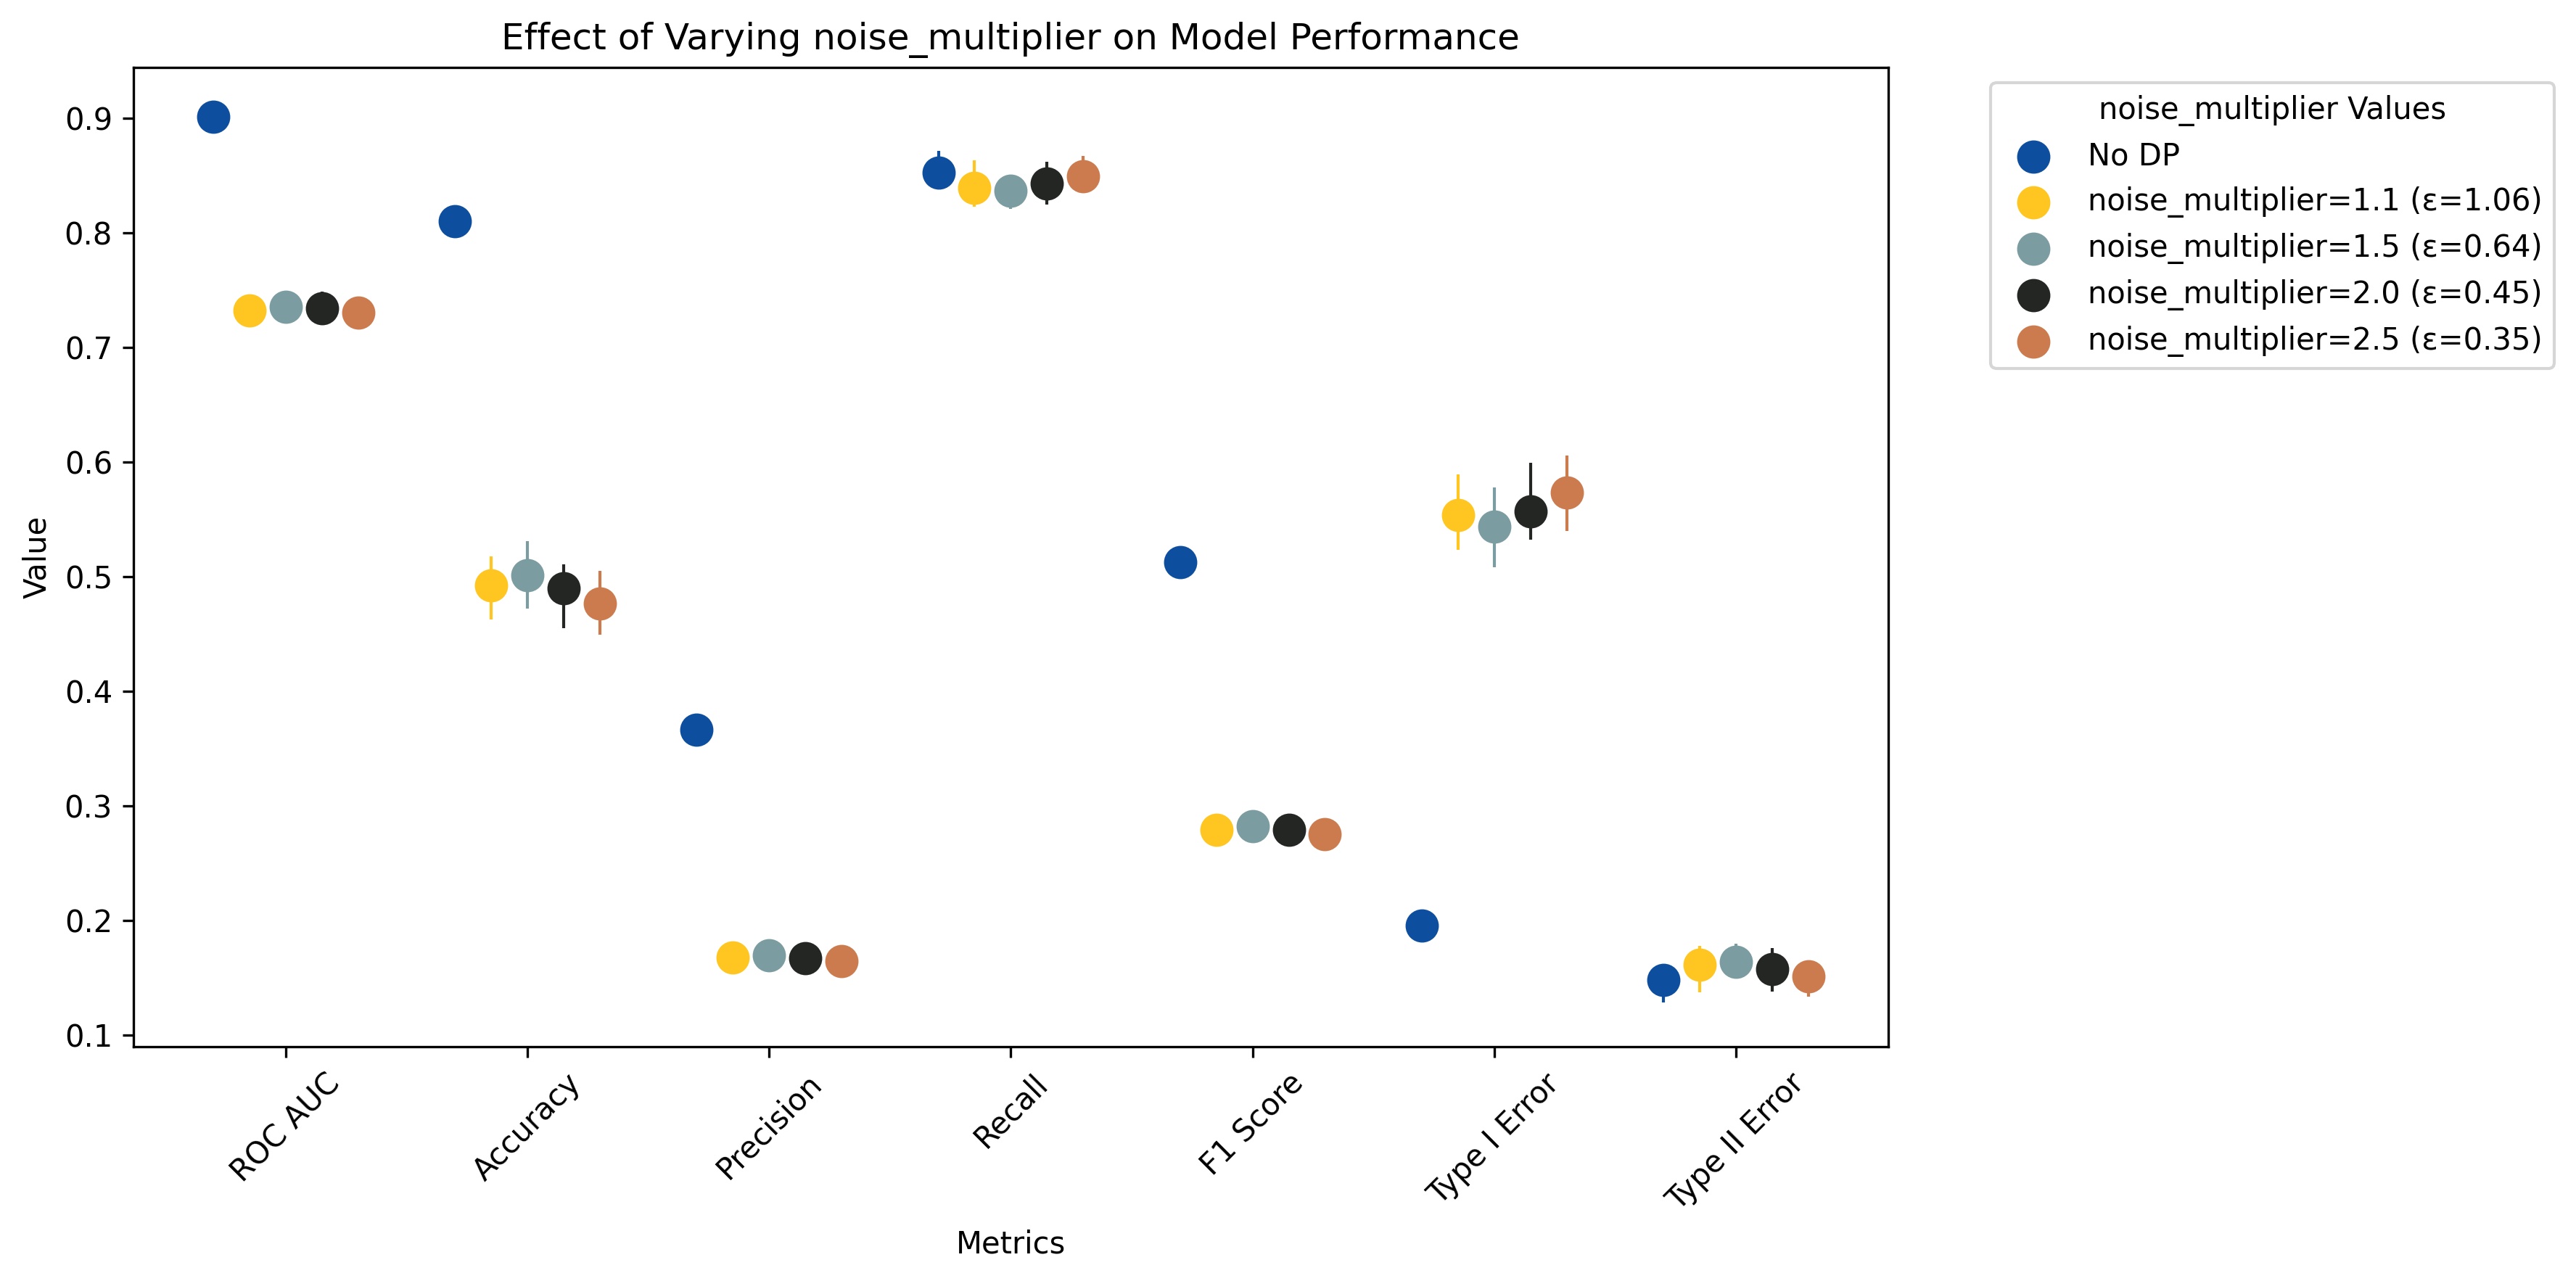 Effect of Varying noise_multiplier on Model Performance
noise_multiplier Values
No DP
noise_multiplier=1.1 (ε=1.06)
noise_multiplier=1.5 (ε=0.64)
noise_multiplier=2.0 (ε=0.45)
noise_multiplier=2.5 (ε=0.35)
Value
0.9
0.8
0.7
0.6
0.5
0.4
0.3
0.2
0.1
ROC AUC
Accuracy
Precision
Recall
F1 Score
Type I Error
Type II Error
Metrics